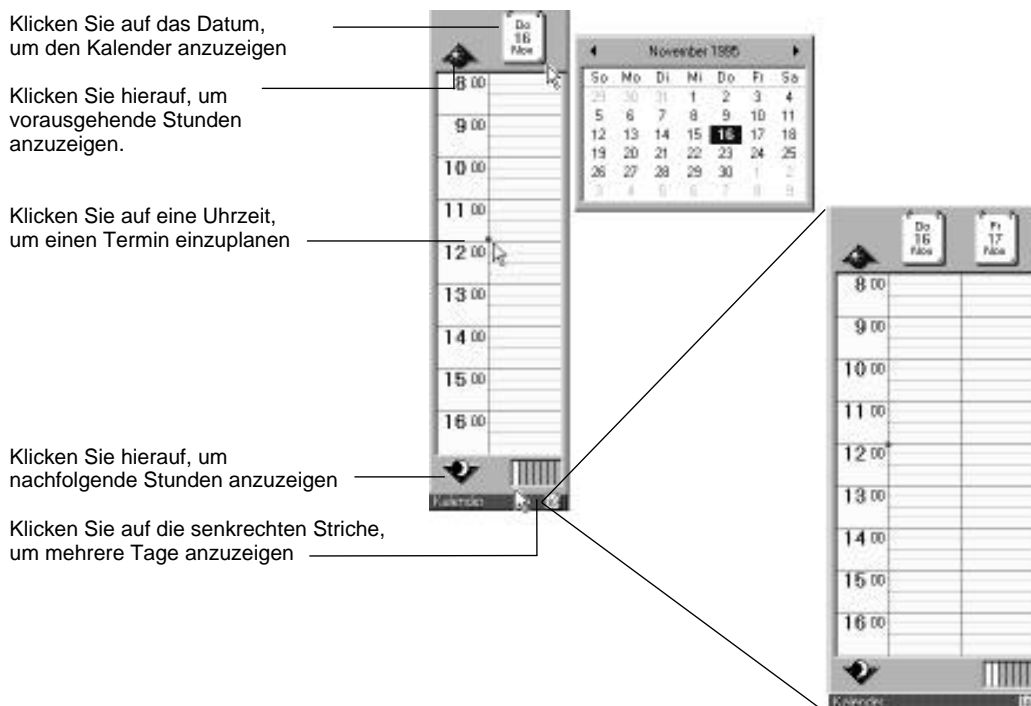 Klicken Sie auf das Datum,
um den Kalender anzuzeigen
Klicken Sie hierauf, um
vorausgehende Stunden
anzuzeigen.
Klicken Sie auf eine Uhrzeit,
um einen Termin einzuplanen
Klicken Sie hierauf, um
nachfolgende Stunden anzuzeigen
Klicken Sie auf die senkrechten Striche,
um mehrere Tage anzuzeigen
Do
16
Nov
8 00
9 00
10 00
11 00
12 00
13 00
14 00
15 00
16 00
Kalender
November 1995
So Mo Di Mi Do Fr Sa
29 30 31 1 2 3 4
5 6 7 8 9 10 11
12 13 14 15 16 17 18
19 20 21 22 23 24 25
26 27 28 29 30 1 2
3 4 5 6 7 8 9
Do
16
Nov
Fr
17
Nov
8 00
9 00
10 00
11 00
12 00
13 00
14 00
15 00
16 00
Kalender